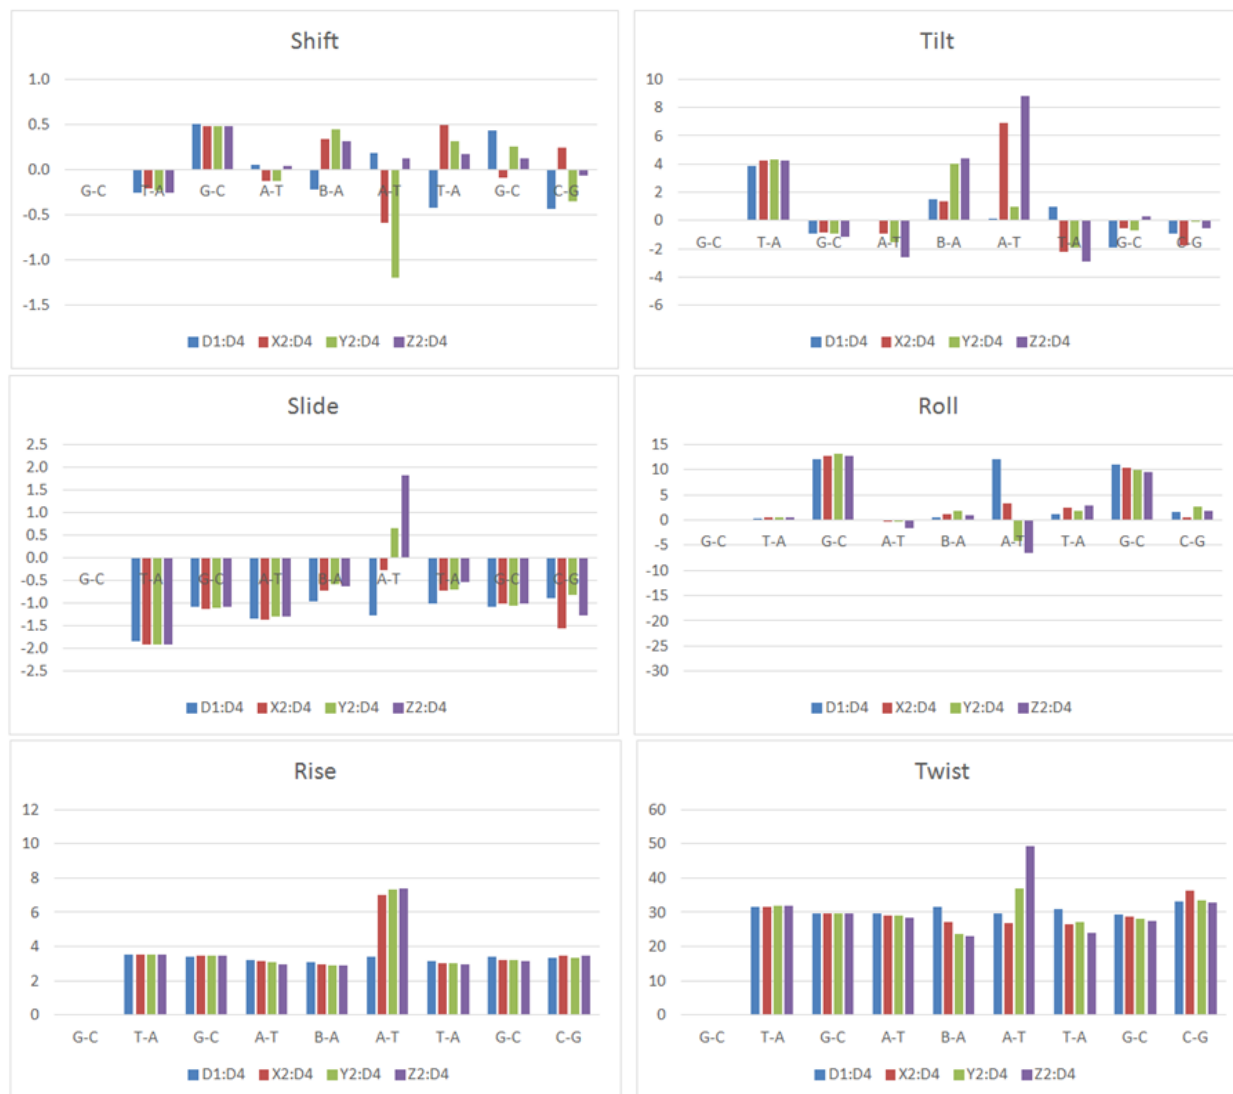 Shift
1.0
0.5
0.0
-0.5
-1.0
-1.5
G-C T-A G-C A-T B-A A-T T-A G-C C-G
D1:D4 X2:D4 Y2:D4 Z2:D4
Tilt
10
8
6
4
2
0
-2
-4
-6
G-C T-A G-C A-T B-A A-T T-A G-C C-G
D1:D4 X2:D4 Y2:D4 Z2:D4
Slide
2.5
2.0
1.5
1.0
0.5
0.0
-0.5
-1.0
-1.5
-2.0
-2.5
G-C T-A G-C A-T B-A A-T T-A G-C C-G
D1:D4 X2:D4 Y2:D4 Z2:D4
Roll
15
10
5
0
-5
-10
-15
-20
-25
-30
G-C T-A G-C A-T B-A A-T T-A G-C C-G
D1:D4 X2:D4 Y2:D4 Z2:D4
Rise
12
10
8
6
4
2
0
G-C T-A G-C A-T B-A A-T T-A G-C C-G
D1:D4 X2:D4 Y2:D4 Z2:D4
Twist
60
50
40
30
20
10
0
G-C T-A G-C A-T B-A A-T T-A G-C C-G
D1:D4 X2:D4 Y2:D4 Z2:D4